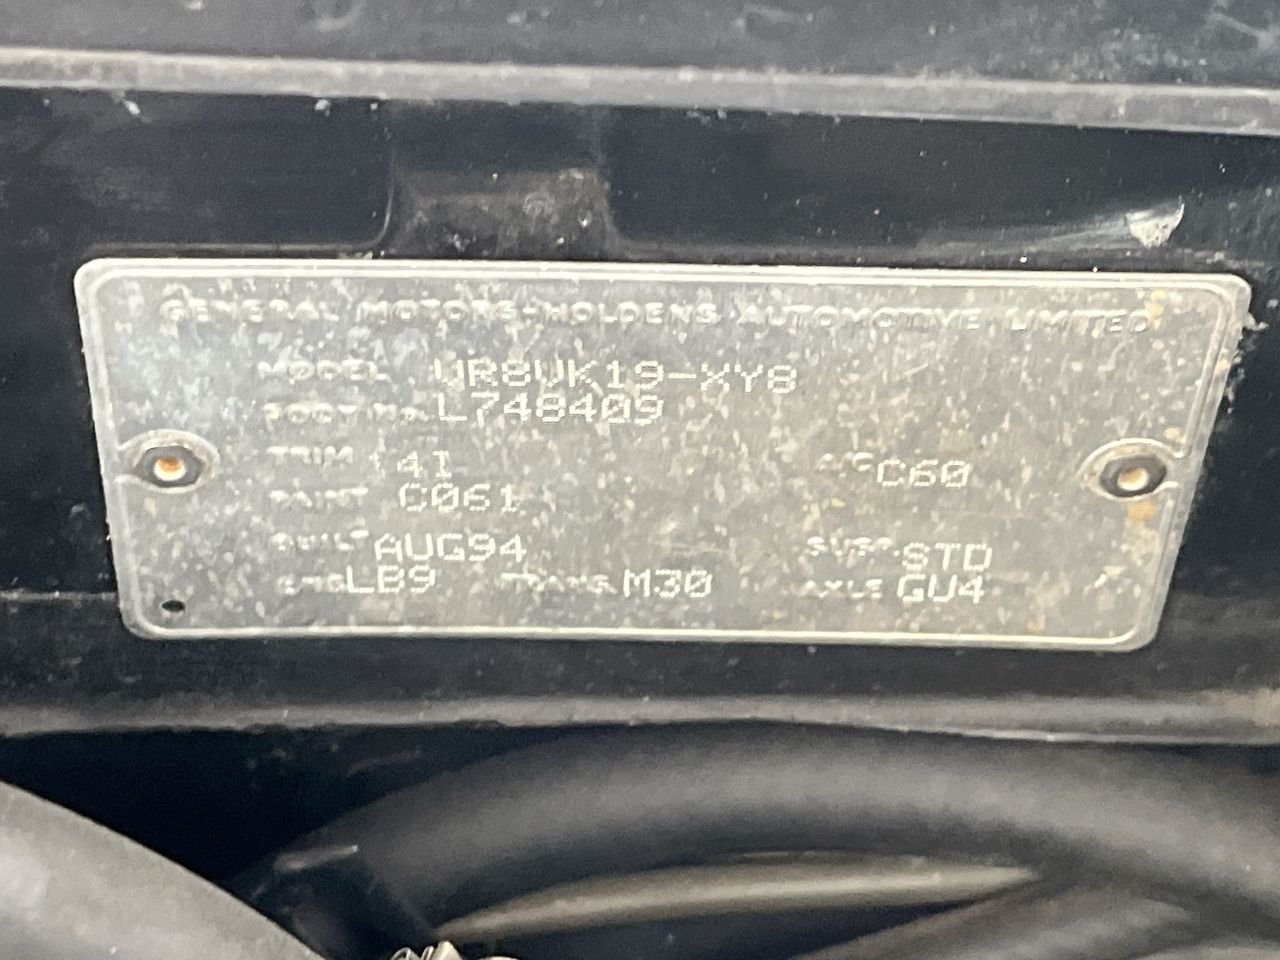 GENERAL MOTORS-HOLDENS AUTOMOTIVE LIMITED
MODEL VR8VK19-XY8
BODY No. L748409
TRIM 141 A/C C60
PAINT C061
BUILT AUG94 SUSP. STD
ENG LB9 TRANS. M30 AXLE GU4